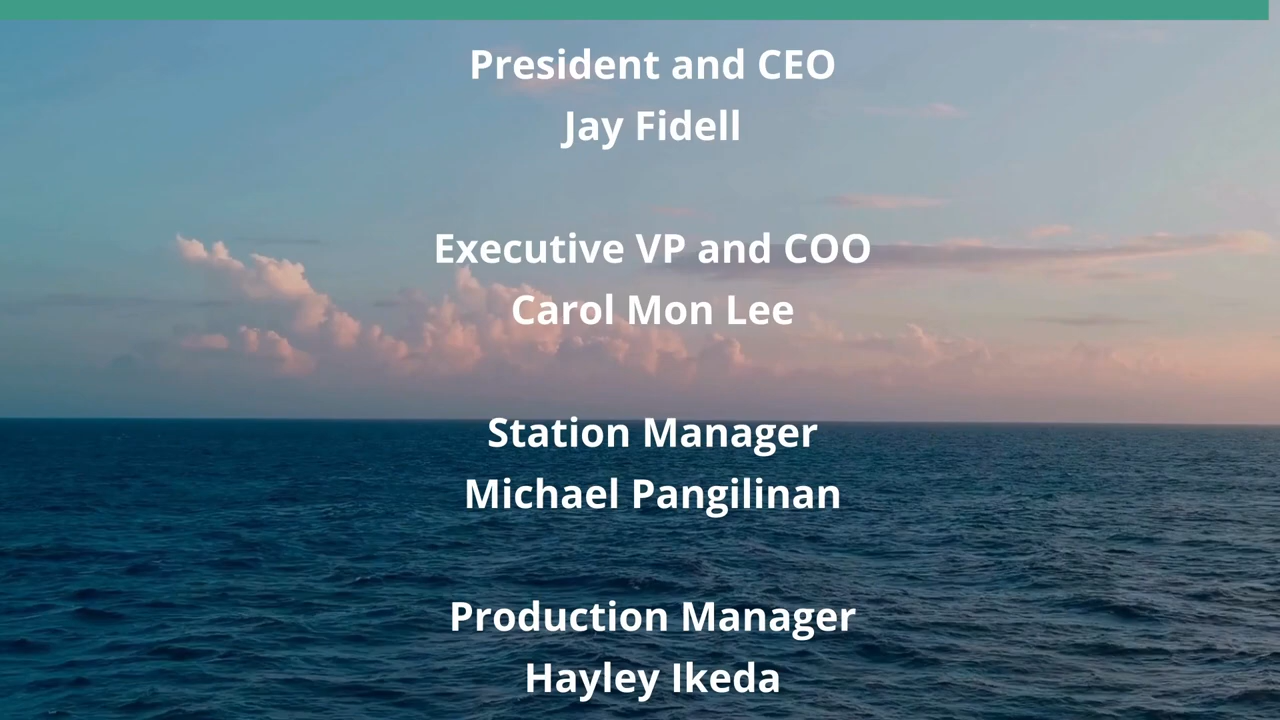 President and CEO
Jay Fidell
Executive VP and COO
Carol Mon Lee
Station Manager
Michael Pangilinan
Production Manager
Hayley Ikeda